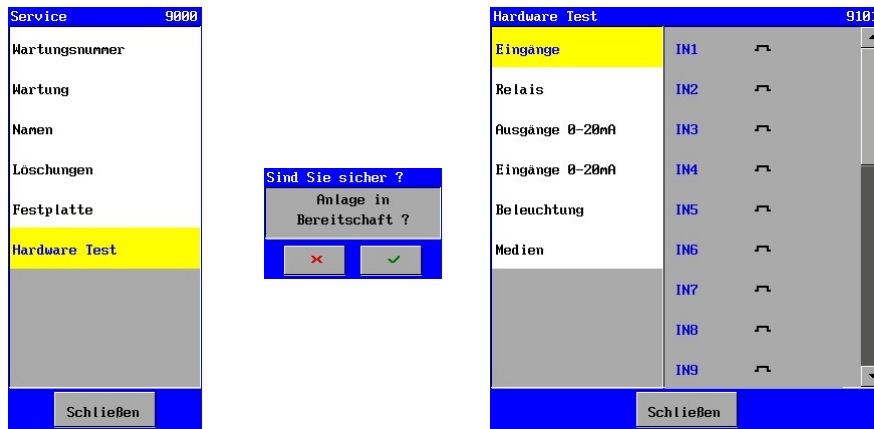 Service 9000
Wartungsnummer
Wartung
Namen
Löschungen
Festplatte
Hardware Test
Schließen
Sind Sie sicher ?
Anlage in
Bereitschaft ?
Hardware Test 9101
Eingänge
Relais
Ausgänge 0-20mA
Eingänge 0-20mA
Beleuchtung
Medien
IN1
IN2
IN3
IN4
IN5
IN6
IN7
IN8
IN9
Schließen